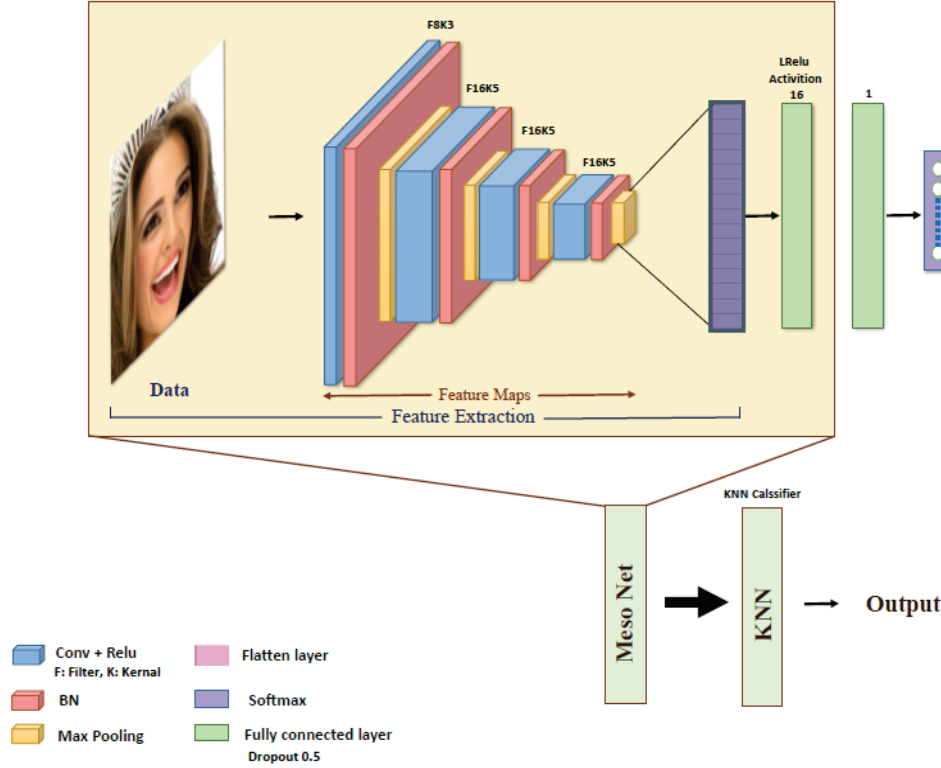 F8K3
F16K5
F16K5
F16K5
LRelu
Activition
16
1
Data
Feature Maps
Feature Extraction
KNN Calssifier
Meso Net
KNN
Output
Conv + Relu
F: Filter, K: Kernal
BN
Max Pooling
Flatten layer
Softmax
Fully connected layer
Dropout 0.5